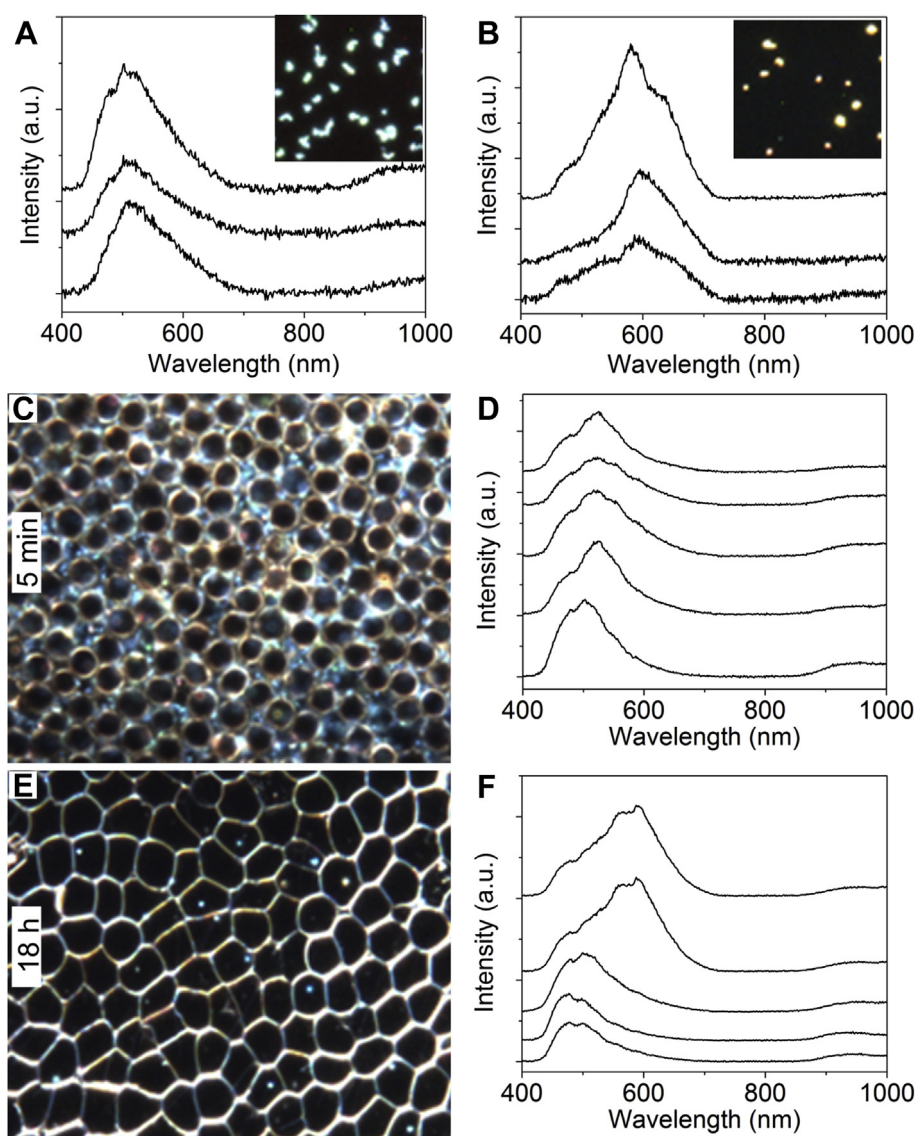 A
Intensity (a.u.)
400 600 800 1000
Wavelength (nm)
B
Intensity (a.u.)
400 600 800 1000
Wavelength (nm)
C
5 min
D
Intensity (a.u.)
400 600 800 1000
Wavelength (nm)
E
18 h
F
Intensity (a.u.)
400 600 800 1000
Wavelength (nm)